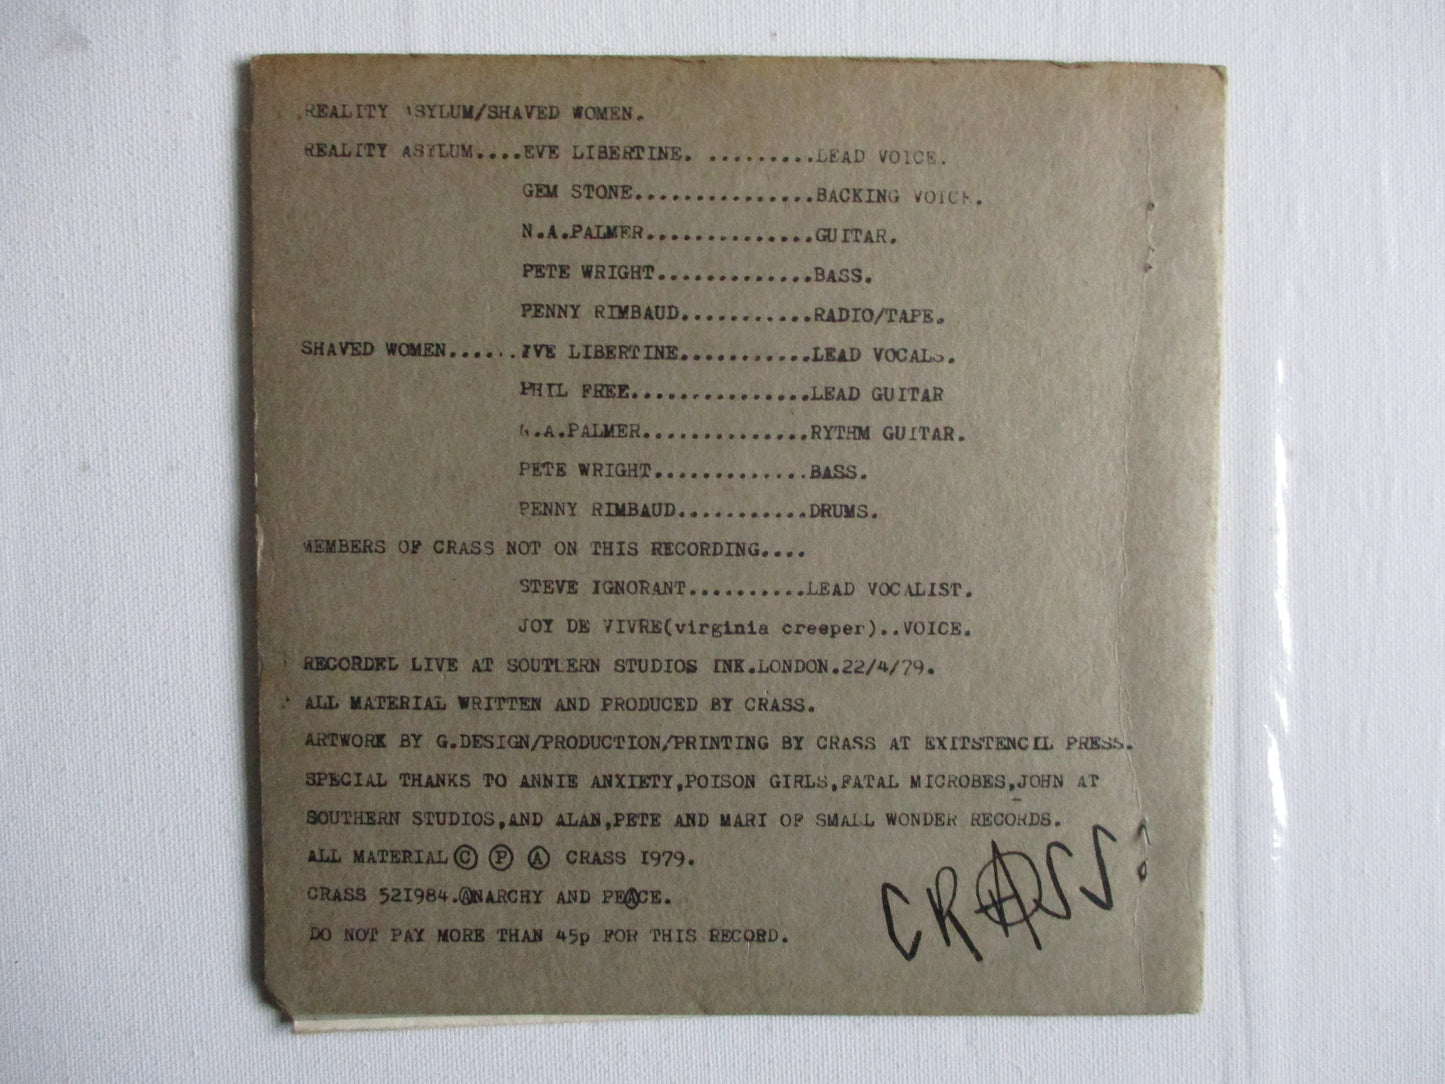 REALITY ASYLUM/SHAVED WOMEN.
REALITY ASYLUM....EVE LIBERTINE. .........LEAD VOICE.
GEM STONE...............BACKING VOICE.
N.A.PALMER..............GUITAR.
PETE WRIGHT.............BASS.
PENNY RIMBAUD...........RADIO/TAPE.
SHAVED WOMEN......EVE LIBERTINE...........LEAD VOCALS.
PHIL FREE...............LEAD GUITAR
N.A.PALMER..............RYTHM GUITAR.
PETE WRIGHT.............BASS.
PENNY RIMBAUD...........DRUMS.
MEMBERS OF CRASS NOT ON THIS RECORDING....
STEVE IGNORANT..........LEAD VOCALIST.
JOY DE VIVRE(virginia creeper)..VOICE.
RECORDED LIVE AT SOUTHERN STUDIOS INK.LONDON.22/4/79.
ALL MATERIAL WRITTEN AND PRODUCED BY CRASS.
ARTWORK BY G.DESIGN/PRODUCTION/PRINTING BY CRASS AT EXITSTENCIL PRESS.
SPECIAL THANKS TO ANNIE ANXIETY,POISON GIRLS,FATAL MICROBES,JOHN AT
SOUTHERN STUDIOS,AND ALAN,PETE AND MARI OF SMALL WONDER RECORDS.
ALL MATERIAL © Ⓟ Ⓐ CRASS 1979.
CRASS 521984.ⒶNARCHY AND PEⒶCE.
DO NOT PAY MORE THAN 45p FOR THIS RECORD.
CRⒶSS!